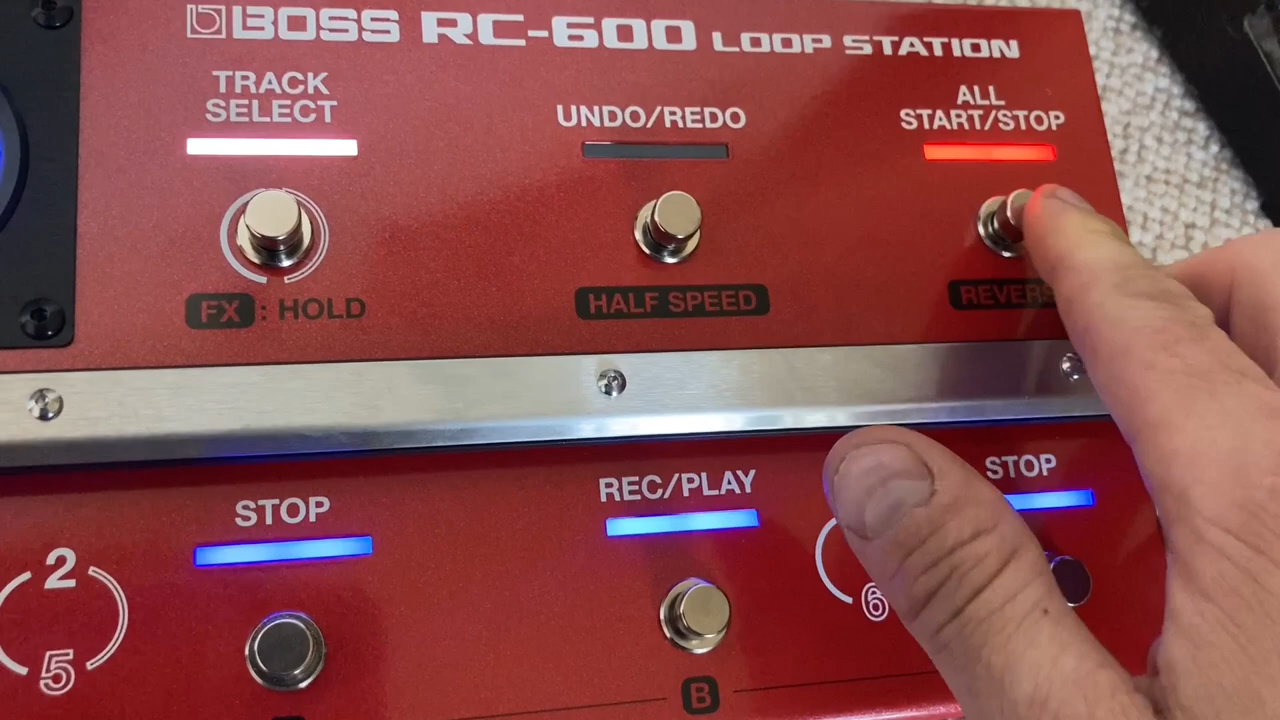 BOSS RC-600 LOOP STATION
TRACK
SELECT
UNDO/REDO
ALL
START/STOP
FX : HOLD
HALF SPEED
REVERS
STOP
REC/PLAY
STOP
2
5
6
B